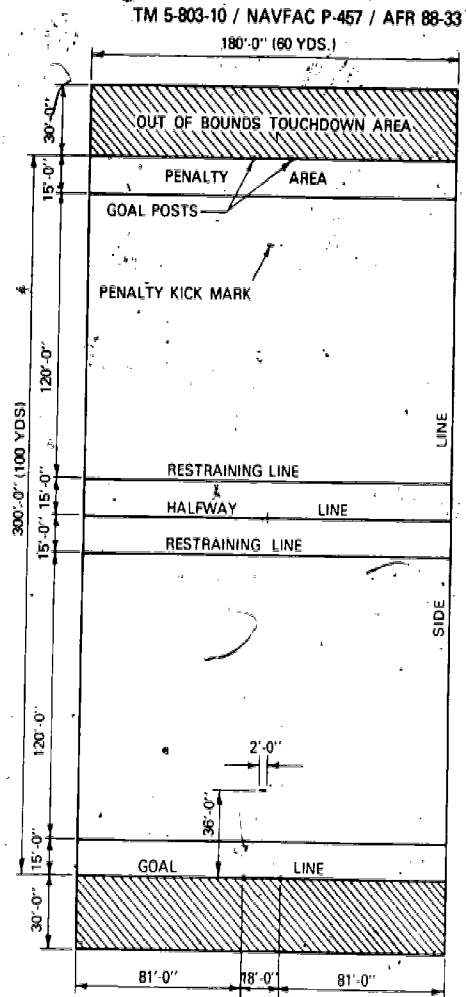 TM 5-803-10 / NAVFAC P-457 / AFR 88-33
180'-0" (60 YDS.)
30'-0"
OUT OF BOUNDS TOUCHDOWN AREA
15'-0"
PENALTY AREA
GOAL POSTS
PENALTY KICK MARK
120'-0"
300'-0" (100 YDS)
LINE
RESTRAINING LINE
15'-0"
HALFWAY LINE
15'-0"
RESTRAINING LINE
SIDE
120'-0"
2'-0"
36'-0"
15'-0"
GOAL LINE
30'-0"
81'-0" 18'-0" 81'-0"